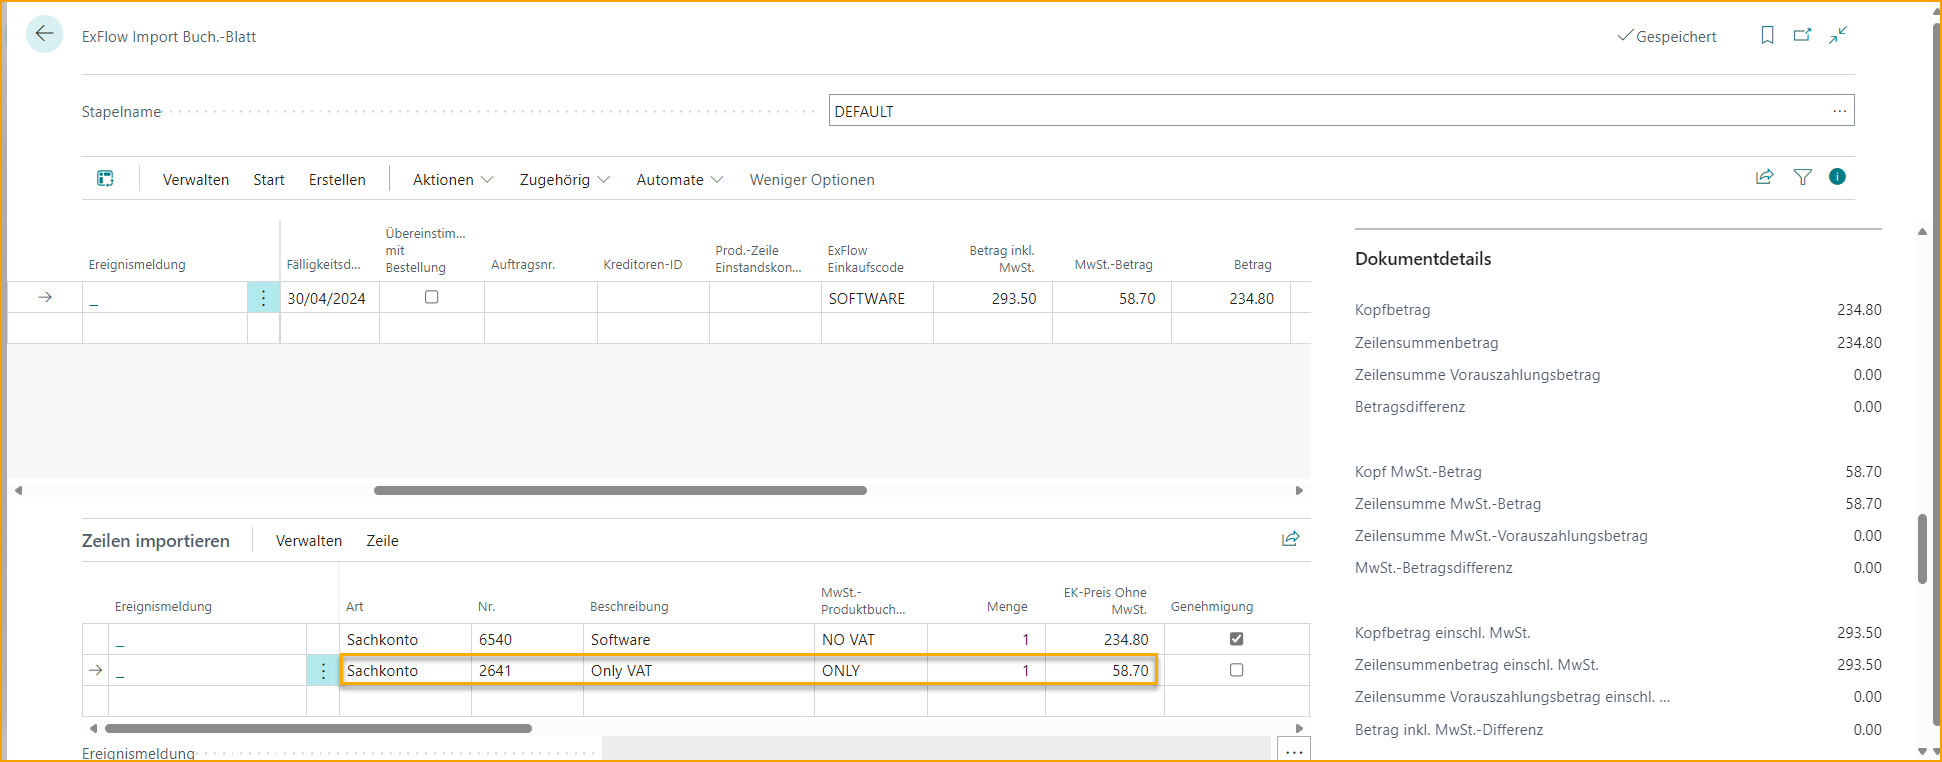 ExFlow Import Buch.-Blatt
Gespeichert
Stapelname
DEFAULT
...
Verwalten Start Erstellen Aktionen Zugehörig Automate Weniger Optionen
Ereignismeldung Fälligkeitsd... Übereinstim... mit Bestellung Auftragsnr. Kreditoren-ID Prod.-Zeile Einstandskon... ExFlow Einkaufscode Betrag inkl. MwSt. MwSt.-Betrag Betrag
_ 30/04/2024 SOFTWARE 293.50 58.70 234.80
Dokumentdetails
Kopfbetrag 234.80
Zeilensummenbetrag 234.80
Zeilensumme Vorauszahlungsbetrag 0.00
Betragsdifferenz 0.00
Kopf MwSt.-Betrag 58.70
Zeilensumme MwSt.-Betrag 58.70
Zeilensumme MwSt.-Vorauszahlungsbetrag 0.00
MwSt.-Betragsdifferenz 0.00
Kopfbetrag einschl. MwSt. 293.50
Zeilensummenbetrag einschl. MwSt. 293.50
Zeilensumme Vorauszahlungsbetrag einschl. ... 0.00
Betrag inkl. MwSt.-Differenz 0.00
Zeilen importieren Verwalten Zeile
Ereignismeldung Art Nr. Beschreibung MwSt.-Produktbuch... Menge EK-Preis Ohne MwSt. Genehmigung
_ Sachkonto 6540 Software NO VAT 1 234.80
_ Sachkonto 2641 Only VAT ONLY 1 58.70
Ereignismeldung
...